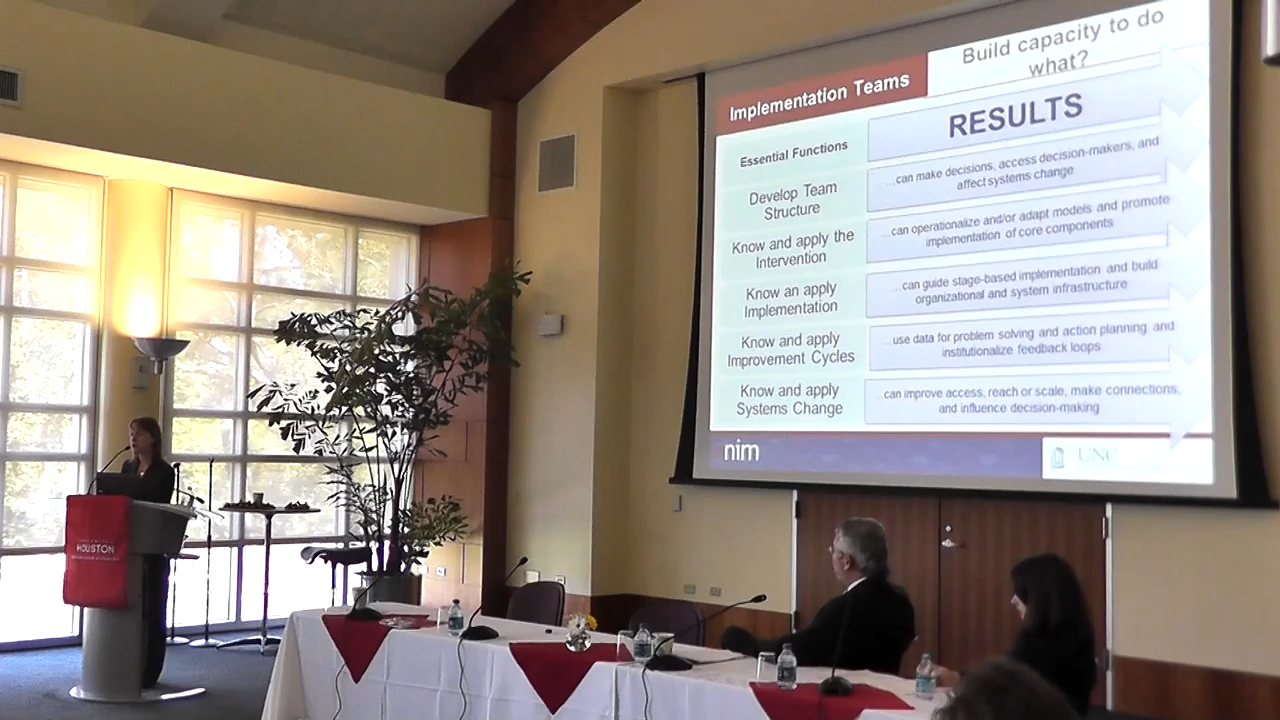 Implementation Teams
Build capacity to do
what?
Essential Functions
RESULTS
Develop Team
Structure
...can make decisions, access decision-makers, and
affect systems change
Know and apply the
Intervention
...can operationalize and/or adapt models and promote
implementation of core components
Know an apply
Implementation
...can guide stage-based implementation and build
organizational and system infrastructure
Know and apply
Improvement Cycles
...use data for problem solving and action planning and
institutionalize feedback loops
Know and apply
Systems Change
...can improve access, reach or scale, make connections,
and influence decision-making
nim
UNC
HOUSTON